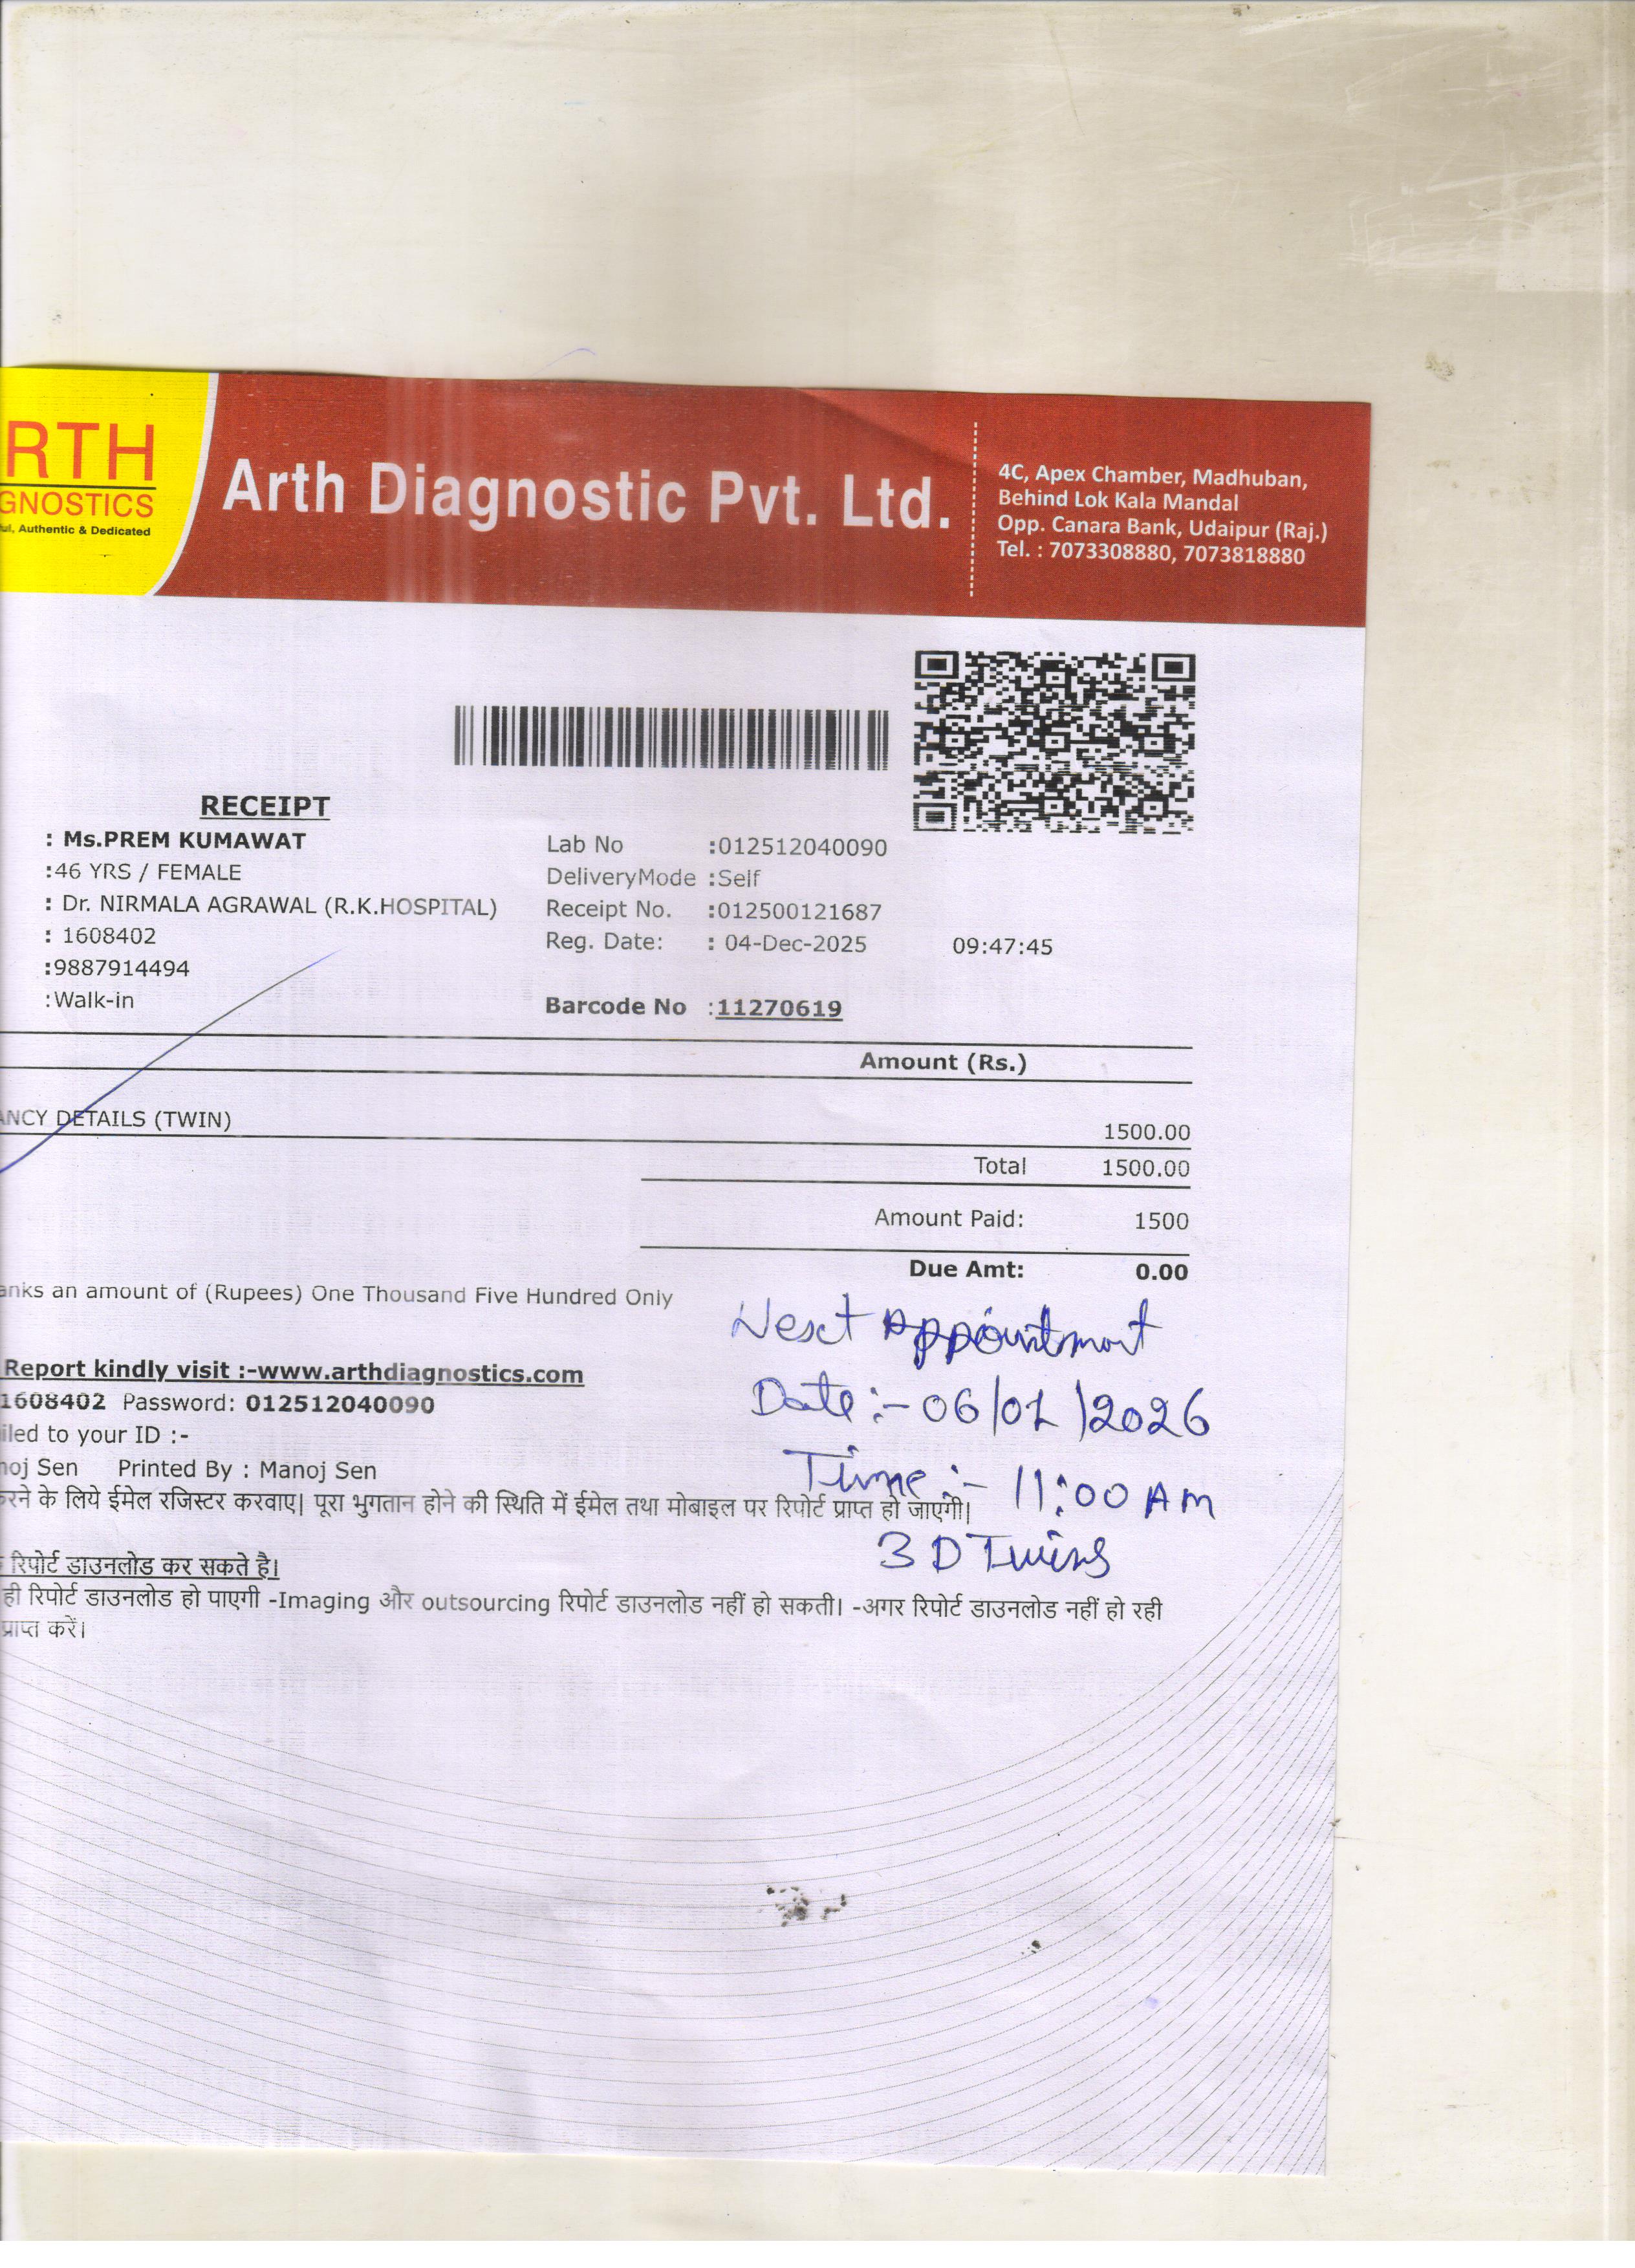 RTH
GNOSTICS
ul, Authentic & Dedicated
Arth Diagnostic Pvt. Ltd.
4C, Apex Chamber, Madhuban,
Behind Lok Kala Mandal
Opp. Canara Bank, Udaipur (Raj.)
Tel. : 7073308880, 7073818880
RECEIPT
: Ms.PREM KUMAWAT
:46 YRS / FEMALE
: Dr. NIRMALA AGRAWAL (R.K.HOSPITAL)
: 1608402
:9887914494
:Walk-in
Lab No :012512040090
DeliveryMode :Self
Receipt No. :012500121687
Reg. Date: : 04-Dec-2025 09:47:45
Barcode No :11270619
Amount (Rs.)
ANCY DETAILS (TWIN) 1500.00
Total 1500.00
Amount Paid: 1500
Due Amt: 0.00
anks an amount of (Rupees) One Thousand Five Hundred Only
Next Appointment
Date:- 06/01/2026
Time:- 11:00 AM
3D Twins
Report kindly visit :-www.arthdiagnostics.com
1608402 Password: 012512040090
iled to your ID :-
noj Sen Printed By : Manoj Sen
करने के लिये ईमेल रजिस्टर करवाए। पूरा भुगतान होने की स्थिति में ईमेल तथा मोबाइल पर रिपोर्ट प्राप्त हो जाएगी।
रिपोर्ट डाउनलोड कर सकते है।
ही रिपोर्ट डाउनलोड हो पाएगी -Imaging और outsourcing रिपोर्ट डाउनलोड नहीं हो सकती। -अगर रिपोर्ट डाउनलोड नहीं हो रही
प्राप्त करें।